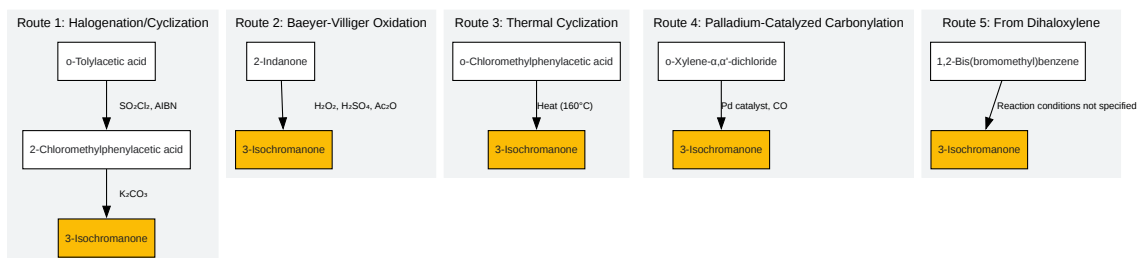 Route 1: Halogenation/Cyclization
o-Tolylacetic acid
SO₂Cl₂, AIBN
2-Chloromethylphenylacetic acid
K₂CO₃
3-Isochromanone
Route 2: Baeyer-Villiger Oxidation
2-Indanone
H₂O₂, H₂SO₄, Ac₂O
3-Isochromanone
Route 3: Thermal Cyclization
o-Chloromethylphenylacetic acid
Heat (160°C)
3-Isochromanone
Route 4: Palladium-Catalyzed Carbonylation
o-Xylene-α,α'-dichloride
Pd catalyst, CO
3-Isochromanone
Route 5: From Dihaloxylene
1,2-Bis(bromomethyl)benzene
Reaction conditions not specified
3-Isochromanone